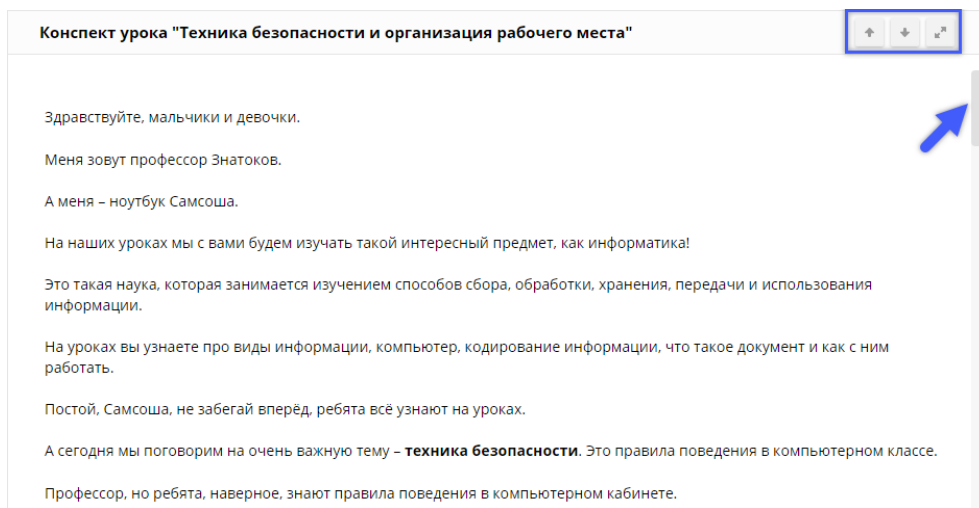 Конспект урока "Техника безопасности и организация рабочего места"
Здравствуйте, мальчики и девочки.
Меня зовут профессор Знатоков.
А меня – ноутбук Самсоша.
На наших уроках мы с вами будем изучать такой интересный предмет, как информатика!
Это такая наука, которая занимается изучением способов сбора, обработки, хранения, передачи и использования
информации.
На уроках вы узнаете про виды информации, компьютер, кодирование информации, что такое документ и как с ним
работать.
Постой, Самсоша, не забегай вперёд, ребята всё узнают на уроках.
А сегодня мы поговорим на очень важную тему – техника безопасности. Это правила поведения в компьютерном классе.
Профессор, но ребята, наверное, знают правила поведения в компьютерном кабинете.